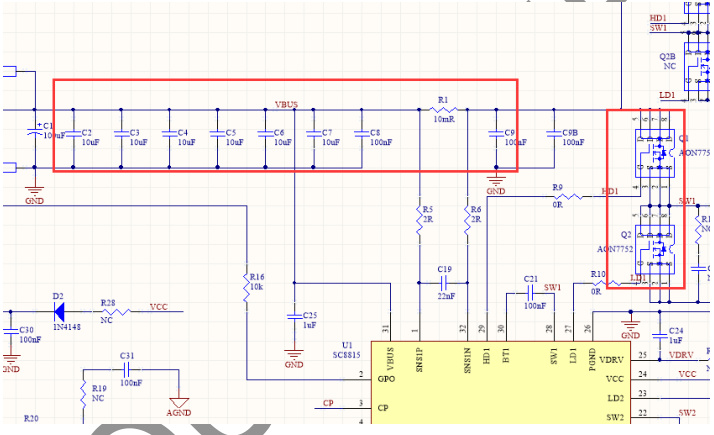 HD1
SW1
Q2B
NC
LD1
VBUS
R1
10mR
C2
10uF
C3
10uF
C4
10uF
C5
10uF
C6
10uF
C7
10uF
C8
100nF
C9
100nF
C9B
100nF
Q1
GND
GND
R9
0R
HD1
SW1
R5
2R
R6
2R
Q2
AON7752
R16
10k
C19
22nF
C21
100nF
SW1
R10
0R
LD1
D2
1N4148
R28
NC
VCC
C25
1uF
GND
C30
100nF
GND
C24
1uF
U1
SC8815
31
1
32
29
30
28
27
26
VBUS
SNS1P
SNS1N
HD1
BT1
SW1
LD1
PGND
C31
100nF
R19
NC
AGND
R20
2
GPO
CP
3
CP
4
VDRV
25
VDRV
VCC
24
VCC
LD2
23
SW2
22
SW2